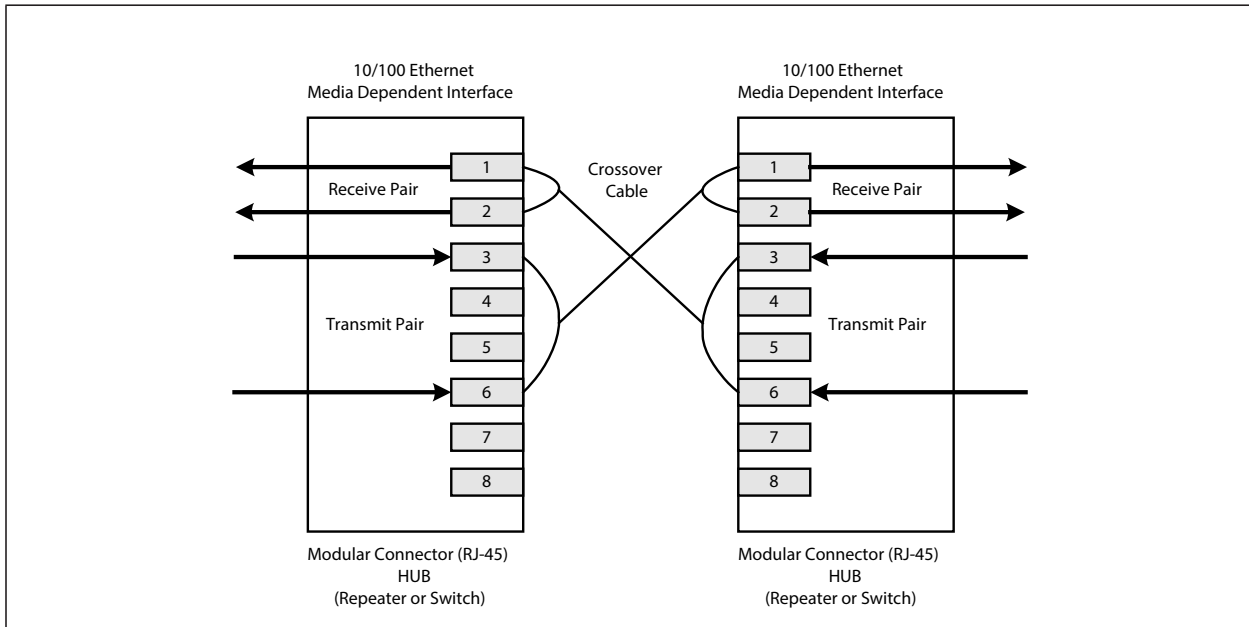 10/100 Ethernet
Media Dependent Interface
10/100 Ethernet
Media Dependent Interface
1
Receive Pair
2
3
4
Transmit Pair
5
6
7
8
Crossover
Cable
1
Receive Pair
2
3
4
Transmit Pair
5
6
7
8
Modular Connector (RJ-45)
HUB
(Repeater or Switch)
Modular Connector (RJ-45)
HUB
(Repeater or Switch)